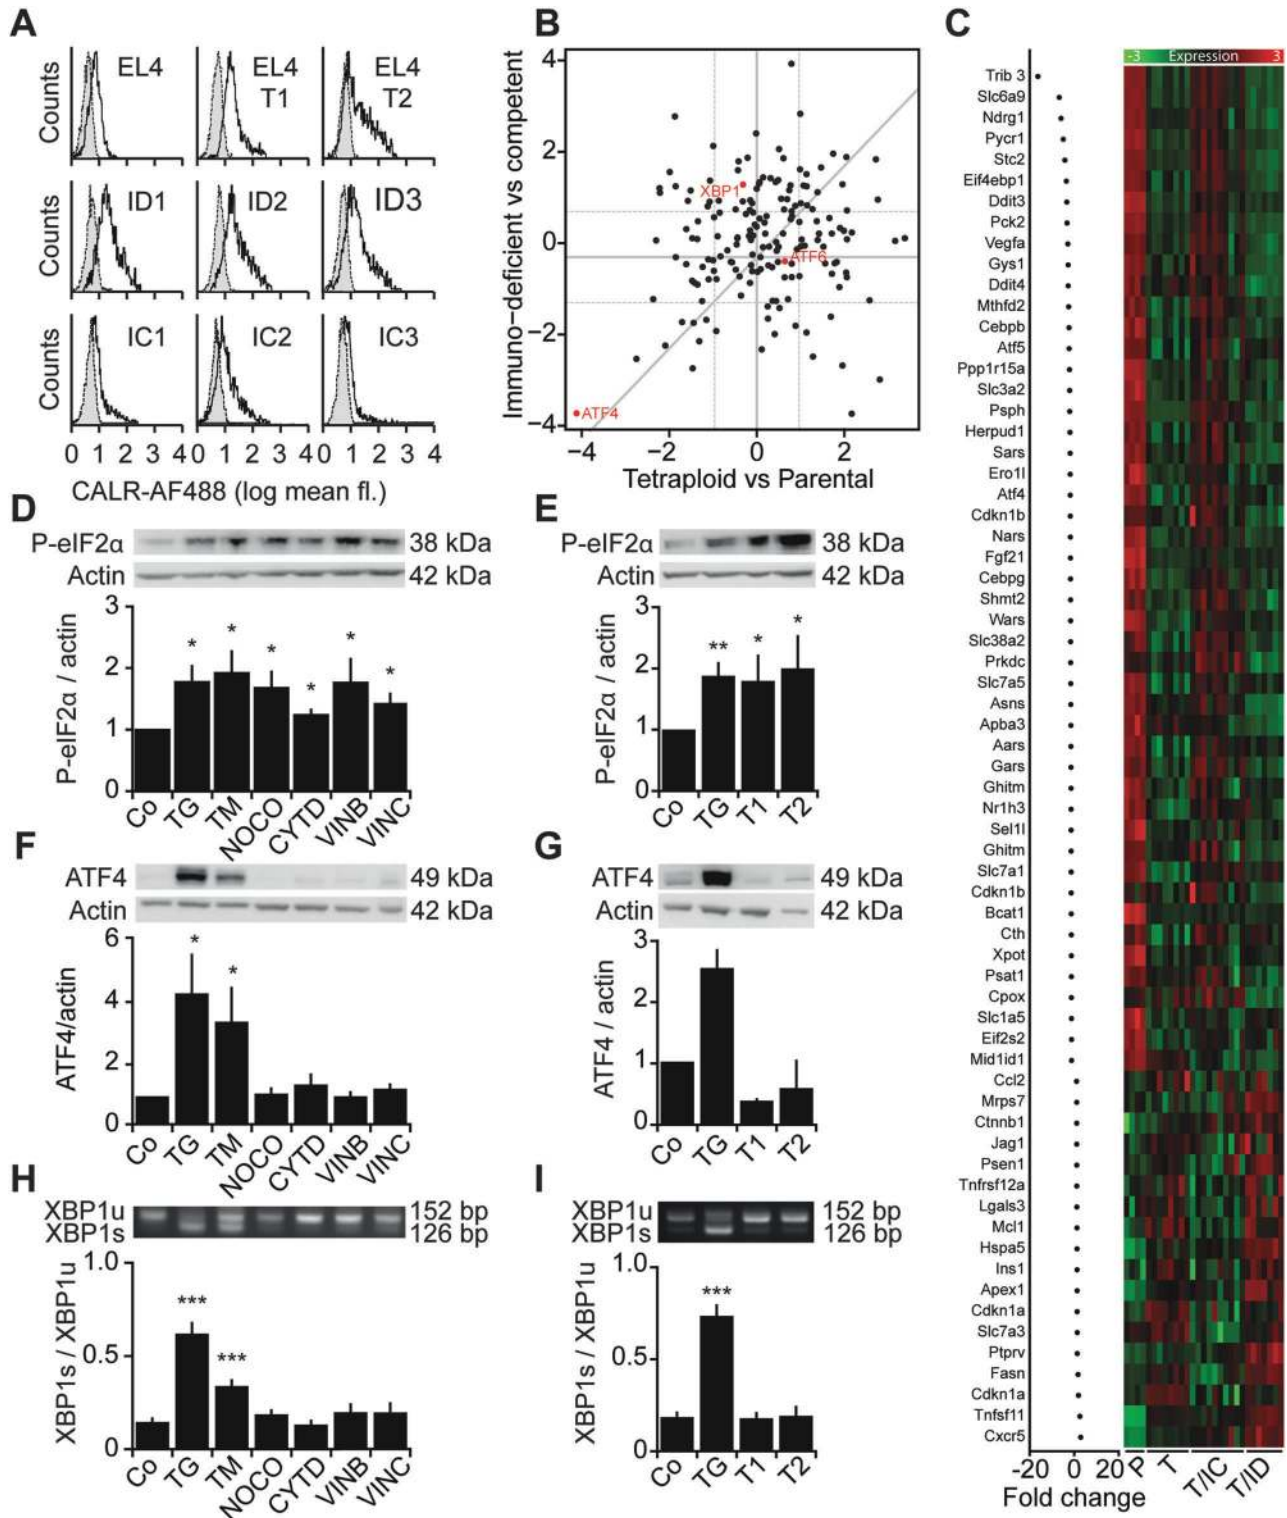 A
Counts
EL4
EL4
T1
EL4
T2
Counts
ID1
ID2
ID3
Counts
IC1
IC2
IC3
0 1 2 3 4 0 1 2 3 4 0 1 2 3 4
CALR-AF488 (log mean fl.)
B
Immuno-deficient vs competent
4
2
0
−2
−4
XBP1
ATF6
ATF4
−4 −2 0 2
Tetraploid vs Parental
C
-3 Expression 3
Trib 3
Slc6a9
Ndrg1
Pycr1
Stc2
Eif4ebp1
Ddit3
Pck2
Vegfa
Gys1
Ddit4
Mthfd2
Cebpb
Atf5
Ppp1r15a
Slc3a2
Psph
Herpud1
Sars
Ero1l
Atf4
Cdkn1b
Nars
Fgf21
Cebpg
Shmt2
Wars
Slc38a2
Prkdc
Slc7a5
Asns
Apba3
Aars
Gars
Ghitm
Nr1h3
Sel1l
Ghitm
Slc7a1
Cdkn1b
Bcat1
Cth
Xpot
Psat1
Cpox
Slc1a5
Eif2s2
Mid1id1
Ccl2
Mrps7
Ctnnb1
Jag1
Psen1
Tnfrsf12a
Lgals3
Mcl1
Hspa5
Ins1
Apex1
Cdkn1a
Slc7a3
Ptprv
Fasn
Cdkn1a
Tnfsf11
Cxcr5
-20 0 20
Fold change
P T T/IC T/ID
D
P-eIF2α 38 kDa
Actin 42 kDa
P-eIF2α / actin
3
2
1
0
* * * * * *
Co TG TM NOCO CYTD VINB VINC
E
P-eIF2α 38 kDa
Actin 42 kDa
P-eIF2α / actin
3
2
1
0
** * *
Co TG T1 T2
F
ATF4 49 kDa
Actin 42 kDa
ATF4/actin
6
4
2
0
* *
Co TG TM NOCO CYTD VINB VINC
G
ATF4 49 kDa
Actin 42 kDa
ATF4 / actin
3
2
1
0
Co TG T1 T2
H
XBP1u 152 bp
XBP1s 126 bp
XBP1s / XBP1u
1.0
0.5
0
*** ***
Co TG TM NOCO CYTD VINB VINC
I
XBP1u 152 bp
XBP1s 126 bp
XBP1s / XBP1u
1.0
0.5
0
***
Co TG T1 T2